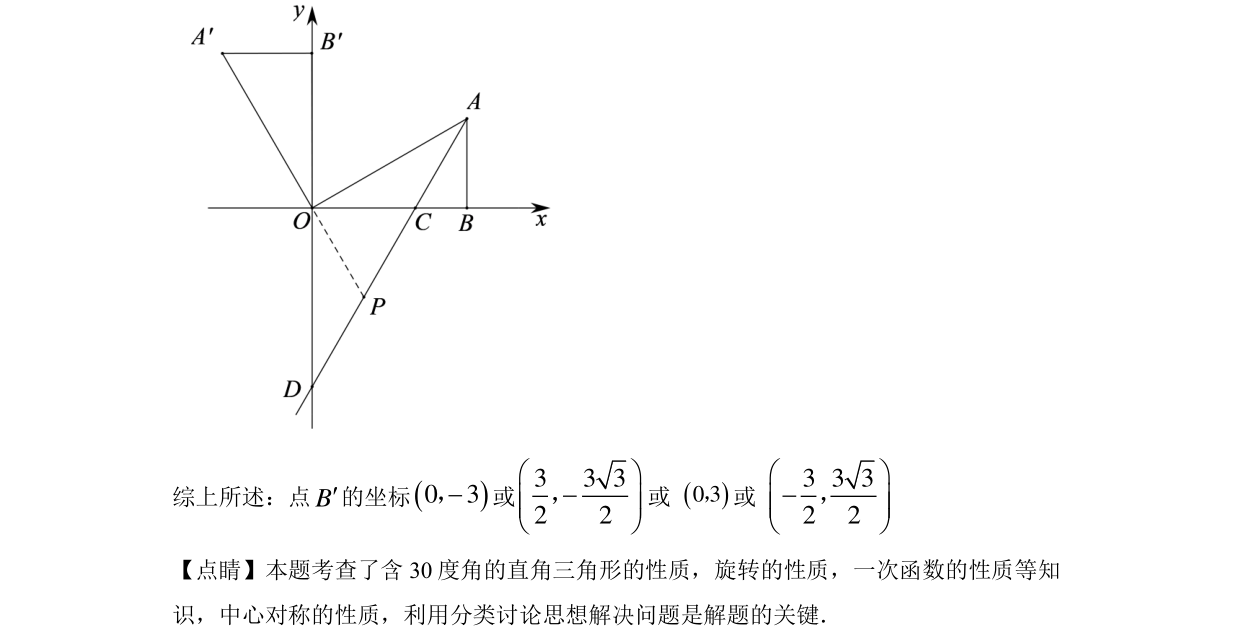 y
A′
B′
A
O
C
B
x
P
D
综上所述：点B′的坐标(0,−3)或(3/2,−3√3/2)或 (0,3)或 (−3/2,3√3/2)
【点睛】本题考查了含 30 度角的直角三角形的性质，旋转的性质，一次函数的性质等知
识，中心对称的性质，利用分类讨论思想解决问题是解题的关键．